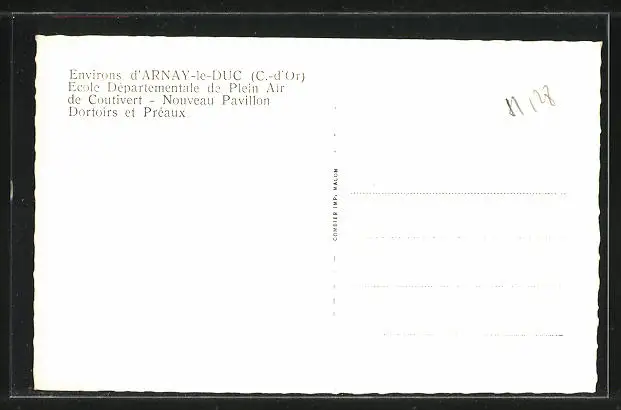 Environs d'ARNAY-le-DUC (C.-d'Or)
Ecole Départementale de Plein Air
de Coutivert - Nouveau Pavillon
Dortoirs et Préaux
COMBIER IMP. MACON